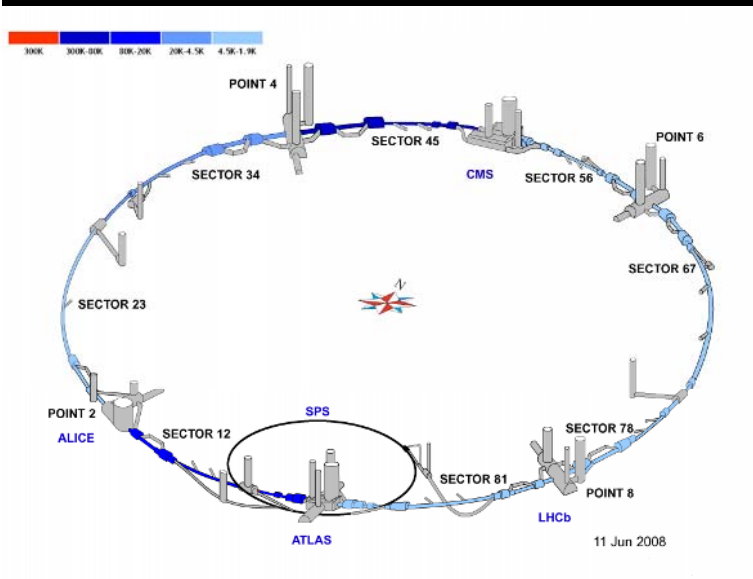 300K 300K-80K 80K-20K 20K-4.5K 4.5K-1.9K
POINT 4
SECTOR 45
POINT 6
SECTOR 34
CMS
SECTOR 56
SECTOR 67
N
SECTOR 23
SPS
POINT 2
ALICE
SECTOR 12
SECTOR 78
SECTOR 81
POINT 8
LHCb
ATLAS
11 Jun 2008